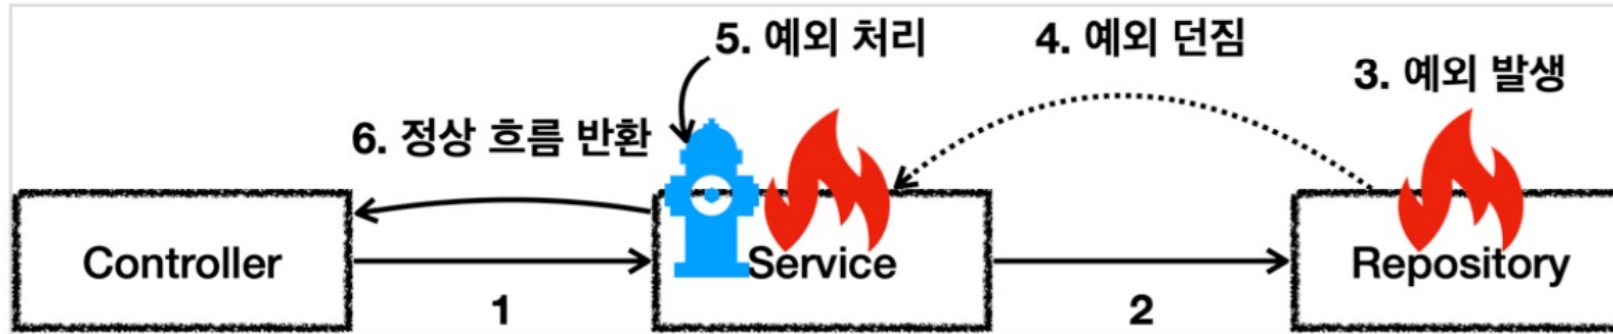 5. 예외 처리
4. 예외 던짐
3. 예외 발생
6. 정상 흐름 반환
Controller
Service
Repository
1
2